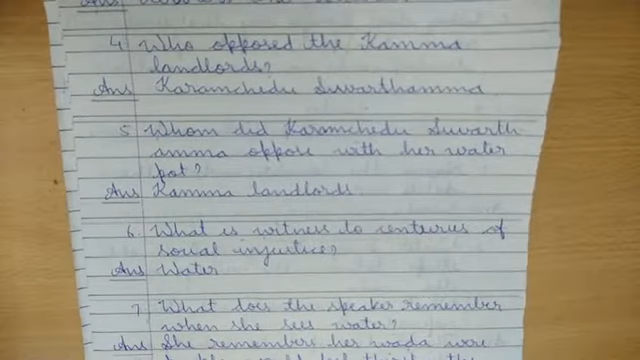 Ans
4. Who opposed the Kamma
landlords?
Ans Karamchedu Suvarthamma
5 Whom did Karamchedu Suvarth
amma oppose with her water
pot?
Ans Kamma landlords
6. What is witness to centuries of
social injustice?
Ans Water
7 What does the speaker remember
when she sees water?
Ans She remembers her wada were